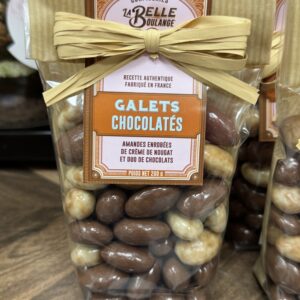 La BELLE
BOULANGE
RECETTE AUTHENTIQUE
FABRIQUÉ EN FRANCE
GALETS
CHOCOLATÉS
AMANDES ENROBÉES
DE CRÈME DE NOUGAT
ET DUO DE CHOCOLATS
POIDS NET 200 g